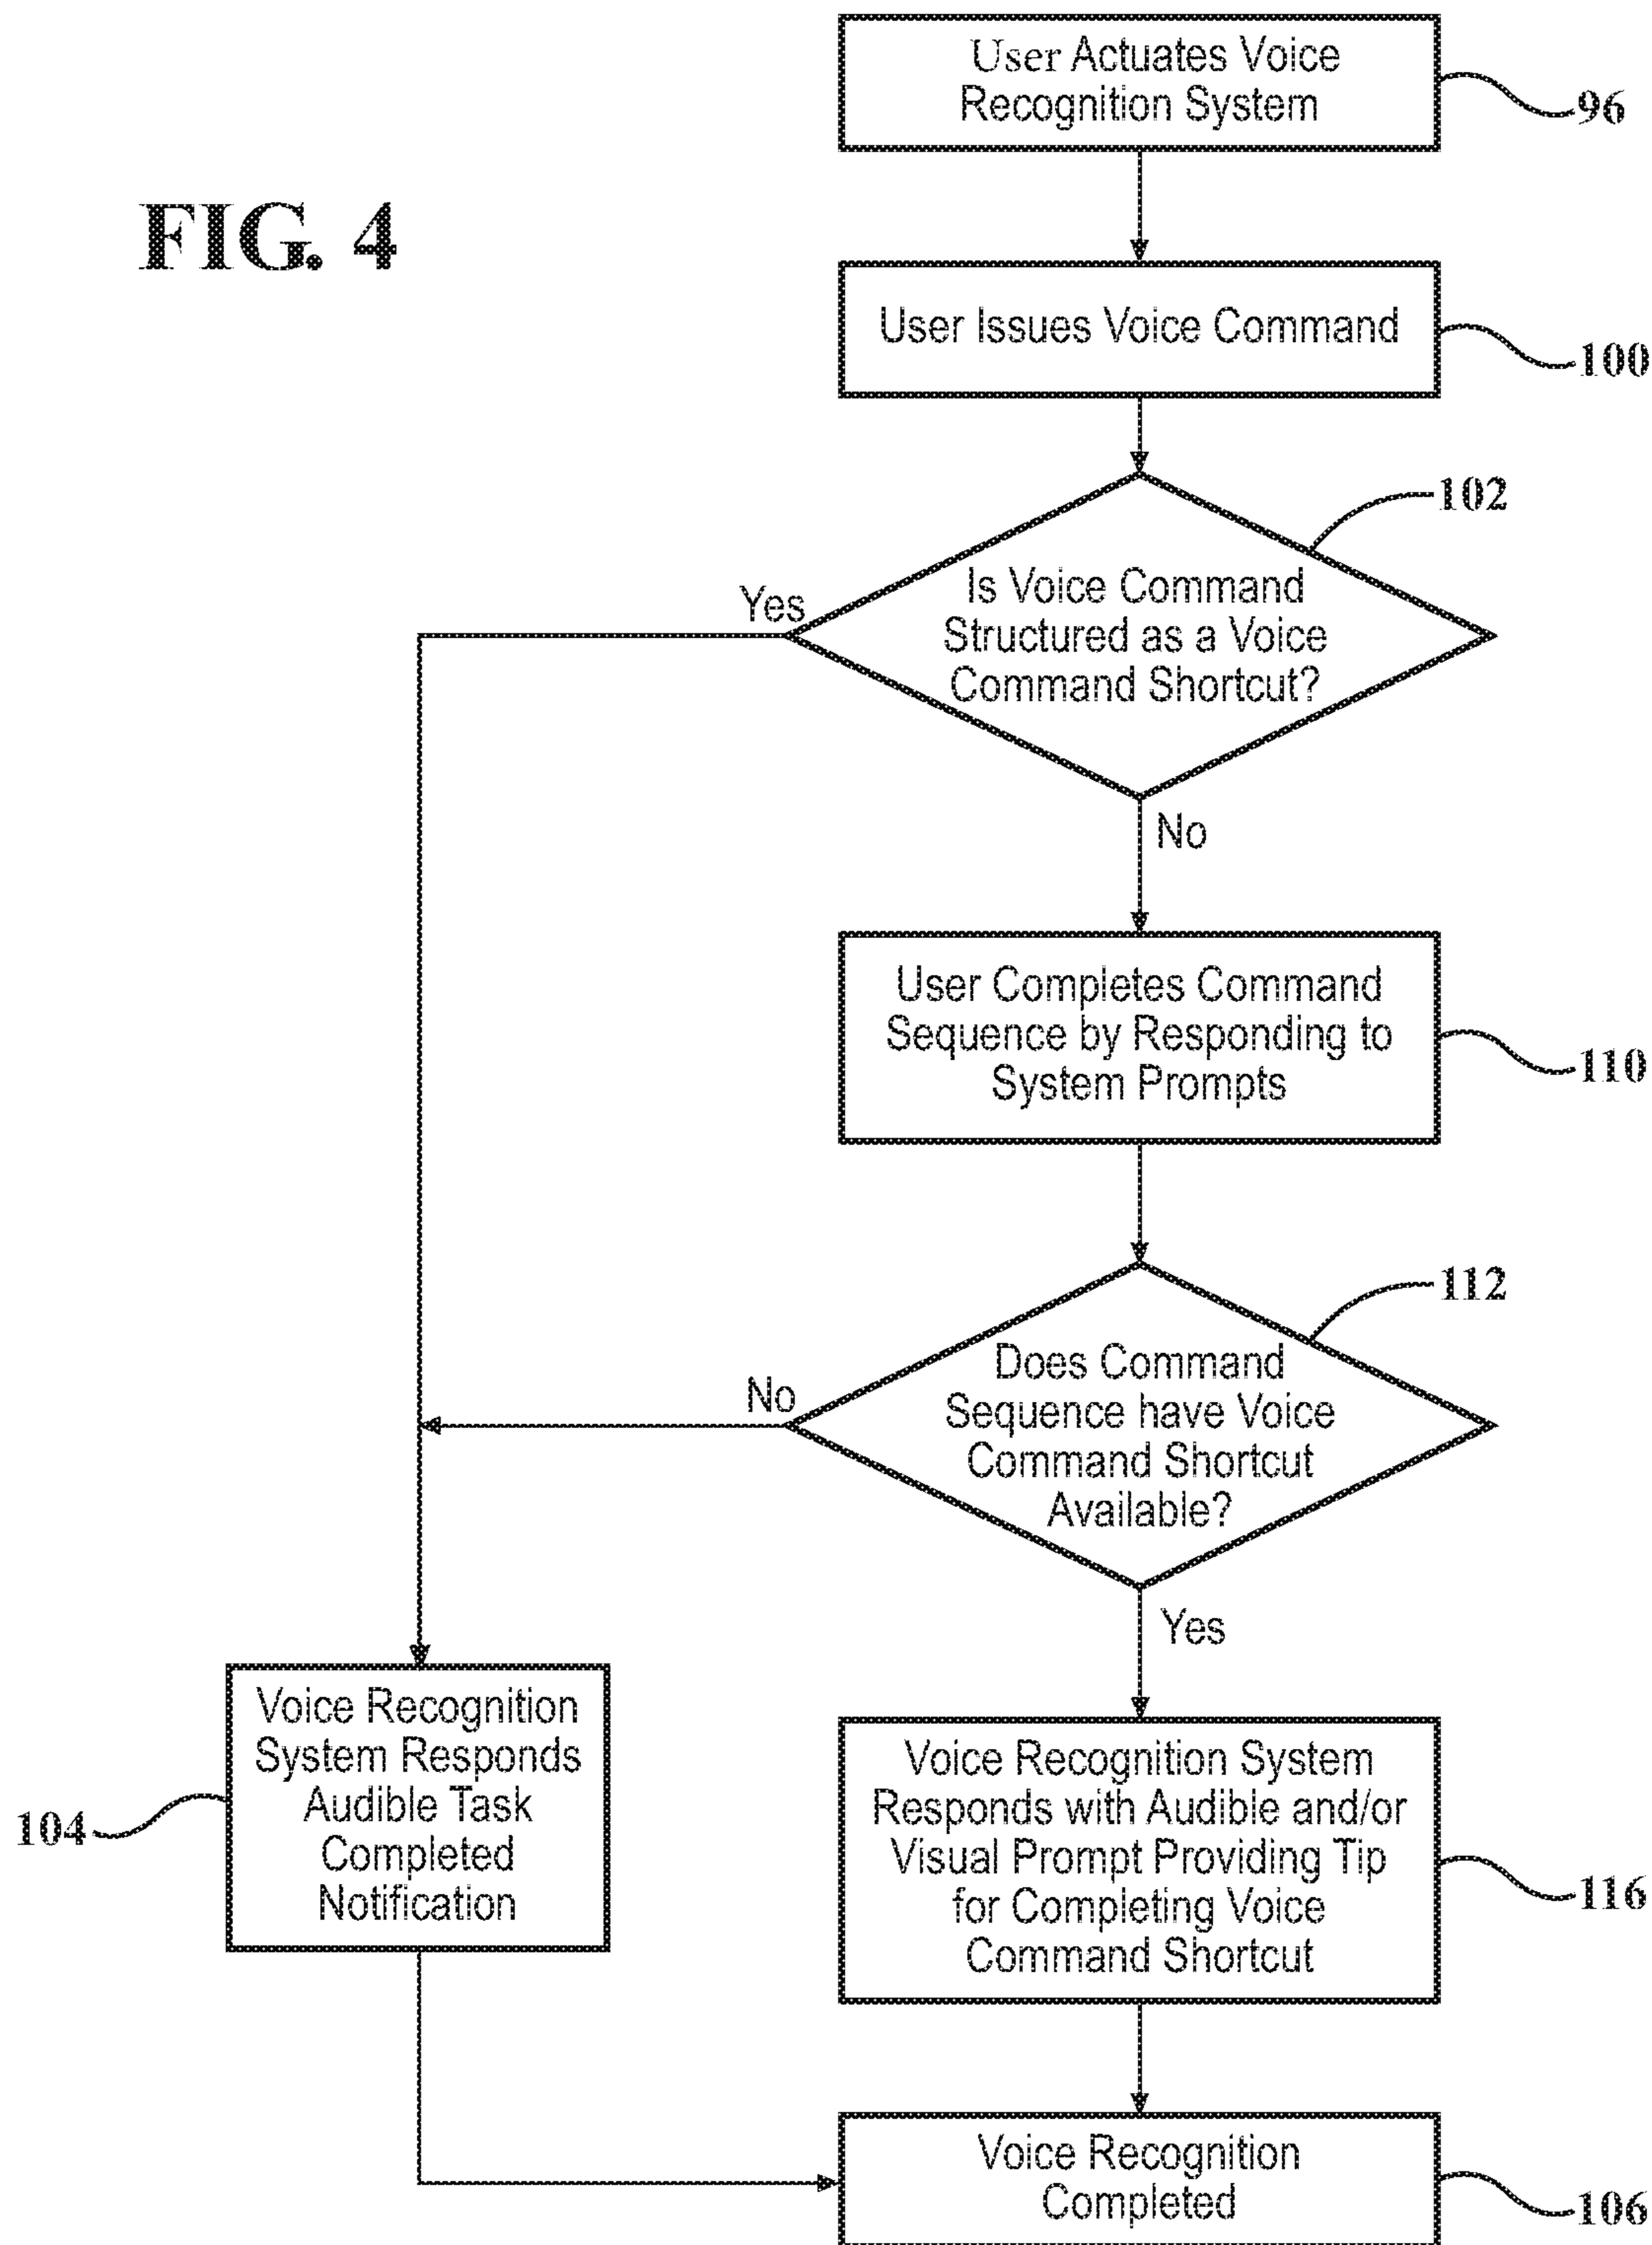 User Actuates Voice
Recognition System
96
FIG. 4
User Issues Voice Command
100
102
Is Voice Command
Structured as a Voice
Command Shortcut?
Yes
No
User Completes Command
Sequence by Responding to
System Prompts
110
112
Does Command
Sequence have Voice
Command Shortcut
Available?
No
Yes
Voice Recognition
System Responds
Audible Task
Completed
Notification
104
Voice Recognition System
Responds with Audible and/or
Visual Prompt Providing Tip
for Completing Voice
Command Shortcut
116
Voice Recognition
Completed
106